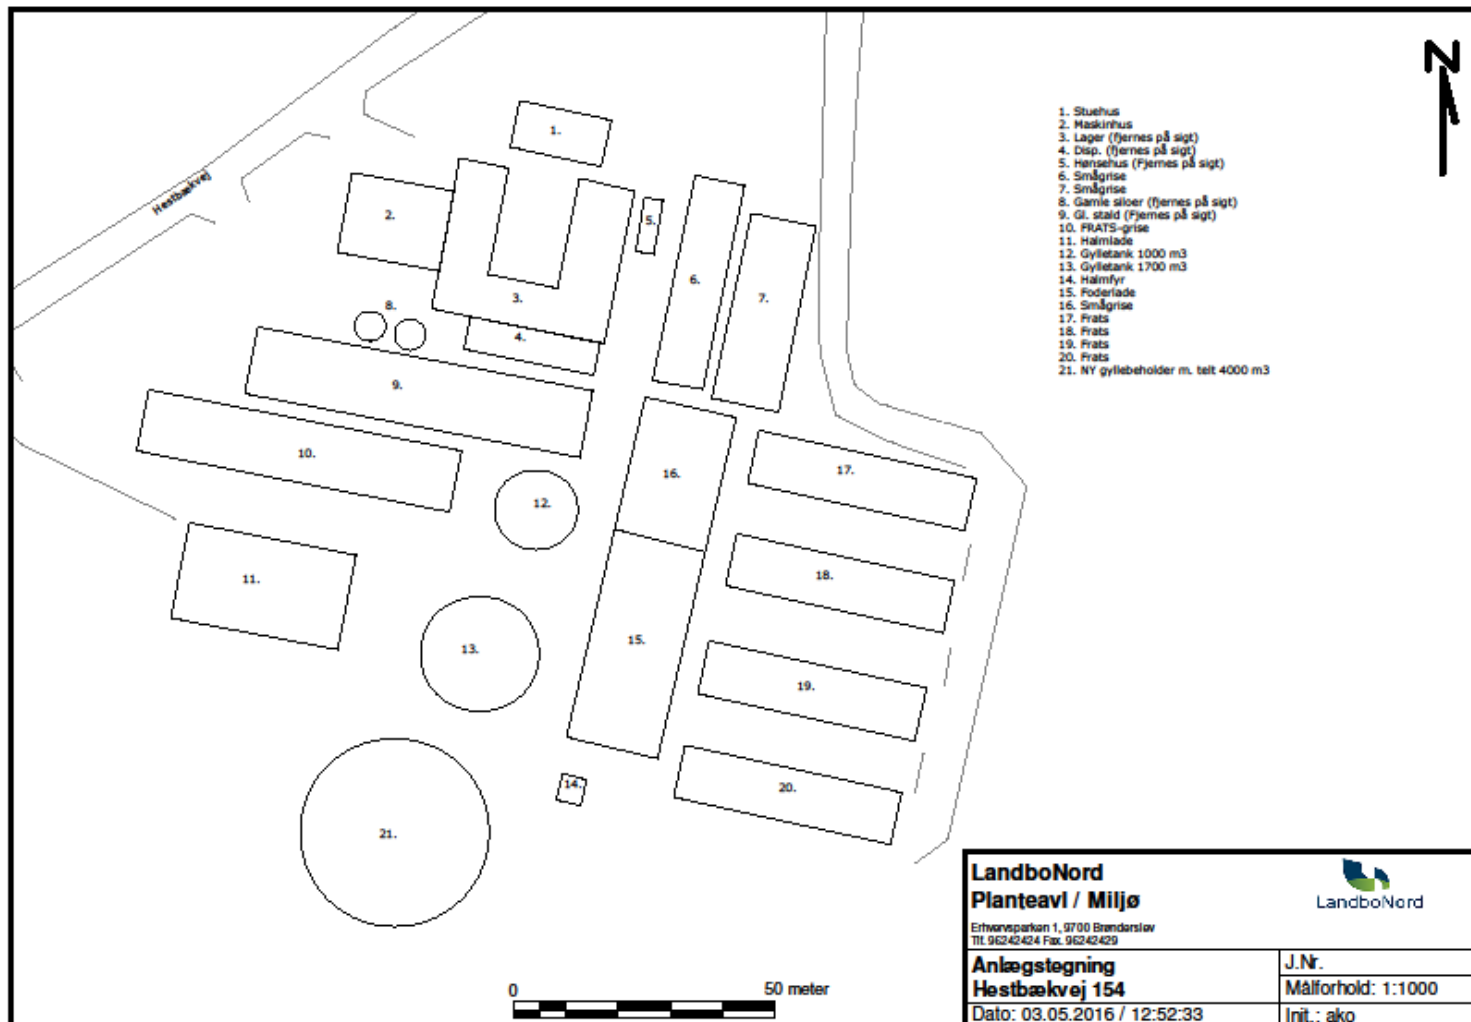 N
1. Stuehus
2. Maskinhus
3. Lager (fjernes på sigt)
4. Disp. (fjernes på sigt)
5. Hønsehus (Fjernes på sigt)
6. Smågrise
7. Smågrise
8. Gamle siloer (fjernes på sigt)
9. Gl. stald (Fjernes på sigt)
10. FRATS-grise
11. Halmlade
12. Gylletank 1000 m3
13. Gylletank 1700 m3
14. Halmfyr
15. Foderlade
16. Smågrise
17. Frats
18. Frats
19. Frats
20. Frats
21. NY gyllebeholder m. telt 4000 m3
Hestbækvej
1.
2.
5.
6.
7.
3.
8.
4.
9.
10.
16.
17.
12.
11.
18.
15.
13.
19.
14.
20.
21.
0
50 meter
LandboNord
Planteavl / Miljø
LandboNord
Erhvervsparken 1, 9700 Brønderslev
Tlf. 96242424 Fax. 96242429
Anlægstegning
Hestbækvej 154
J.Nr.
Målforhold: 1:1000
Dato: 03.05.2016 / 12:52:33
Init.: ako